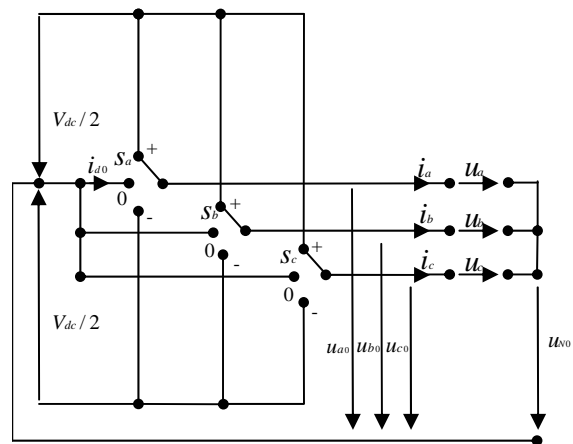 V_dc / 2
i_d0
S_a
+
0
-
i_a
u_a
S_b
+
0
-
i_b
u_b
S_c
+
0
-
i_c
u_c
V_dc / 2
u_a0
u_b0
u_c0
u_N0